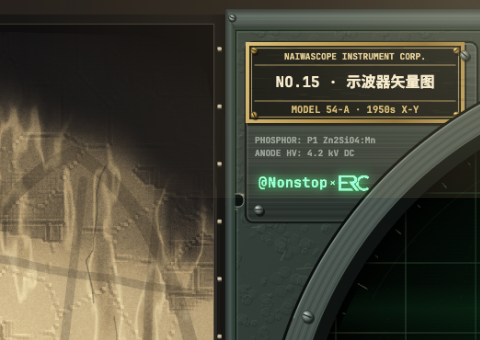 NAIWASCOPE INSTRUMENT CORP.
NO.15 · 示波器矢量图
MODEL 54-A · 1950s X-Y
PHOSPHOR: P1 Zn2SiO4:Mn
ANODE HV: 4.2 kV DC
@Nonstop × ERC